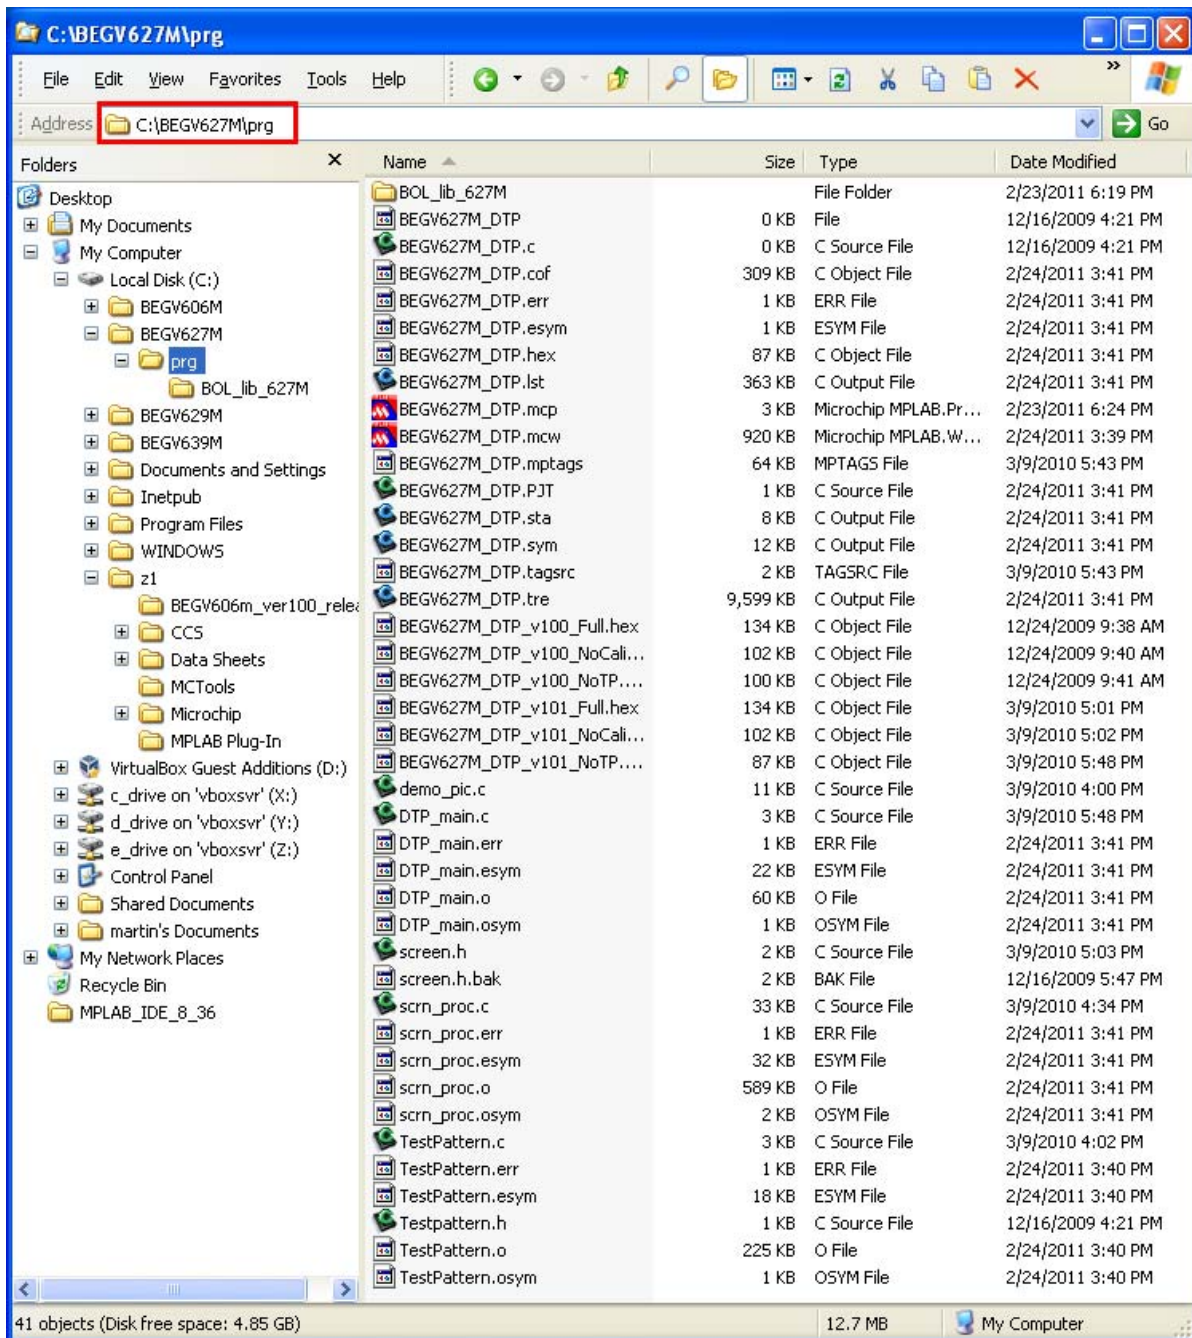 C:\BEGV627M\prg
File Edit View Favorites Tools Help »
Address C:\BEGV627M\prg Go
Folders
Desktop
My Documents
My Computer
Local Disk (C:)
BEGV606M
BEGV627M
prg
BOL_lib_627M
BEGV629M
BEGV639M
Documents and Settings
Inetpub
Program Files
WINDOWS
z1
BEGV606m_ver100_relea
CCS
Data Sheets
MCTools
Microchip
MPLAB Plug-In
VirtualBox Guest Additions (D:)
c_drive on 'vboxsvr' (X:)
d_drive on 'vboxsvr' (Y:)
e_drive on 'vboxsvr' (Z:)
Control Panel
Shared Documents
martin's Documents
My Network Places
Recycle Bin
MPLAB_IDE_8_36
Name Size Type Date Modified
BOL_lib_627M File Folder 2/23/2011 6:19 PM
BEGV627M_DTP 0 KB File 12/16/2009 4:21 PM
BEGV627M_DTP.c 0 KB C Source File 12/16/2009 4:21 PM
BEGV627M_DTP.cof 309 KB C Object File 2/24/2011 3:41 PM
BEGV627M_DTP.err 1 KB ERR File 2/24/2011 3:41 PM
BEGV627M_DTP.esym 1 KB ESYM File 2/24/2011 3:41 PM
BEGV627M_DTP.hex 87 KB C Object File 2/24/2011 3:41 PM
BEGV627M_DTP.lst 363 KB C Output File 2/24/2011 3:41 PM
BEGV627M_DTP.mcp 3 KB Microchip MPLAB.Pr... 2/23/2011 6:24 PM
BEGV627M_DTP.mcw 920 KB Microchip MPLAB.W... 2/24/2011 3:39 PM
BEGV627M_DTP.mptags 64 KB MPTAGS File 3/9/2010 5:43 PM
BEGV627M_DTP.PJT 1 KB C Source File 2/24/2011 3:41 PM
BEGV627M_DTP.sta 8 KB C Output File 2/24/2011 3:41 PM
BEGV627M_DTP.sym 12 KB C Output File 2/24/2011 3:41 PM
BEGV627M_DTP.tagsrc 2 KB TAGSRC File 3/9/2010 5:43 PM
BEGV627M_DTP.tre 9,599 KB C Output File 2/24/2011 3:41 PM
BEGV627M_DTP_v100_Full.hex 134 KB C Object File 12/24/2009 9:38 AM
BEGV627M_DTP_v100_NoCali... 102 KB C Object File 12/24/2009 9:40 AM
BEGV627M_DTP_v100_NoTP.... 100 KB C Object File 12/24/2009 9:41 AM
BEGV627M_DTP_v101_Full.hex 134 KB C Object File 3/9/2010 5:01 PM
BEGV627M_DTP_v101_NoCali... 102 KB C Object File 3/9/2010 5:02 PM
BEGV627M_DTP_v101_NoTP.... 87 KB C Object File 3/9/2010 5:48 PM
demo_pic.c 11 KB C Source File 3/9/2010 4:00 PM
DTP_main.c 3 KB C Source File 3/9/2010 5:48 PM
DTP_main.err 1 KB ERR File 2/24/2011 3:41 PM
DTP_main.esym 22 KB ESYM File 2/24/2011 3:41 PM
DTP_main.o 60 KB O File 2/24/2011 3:41 PM
DTP_main.osym 1 KB OSYM File 2/24/2011 3:41 PM
screen.h 2 KB C Source File 3/9/2010 5:03 PM
screen.h.bak 2 KB BAK File 12/16/2009 5:47 PM
scrn_proc.c 33 KB C Source File 3/9/2010 4:34 PM
scrn_proc.err 1 KB ERR File 2/24/2011 3:41 PM
scrn_proc.esym 32 KB ESYM File 2/24/2011 3:41 PM
scrn_proc.o 589 KB O File 2/24/2011 3:41 PM
scrn_proc.osym 2 KB OSYM File 2/24/2011 3:41 PM
TestPattern.c 3 KB C Source File 3/9/2010 4:02 PM
TestPattern.err 1 KB ERR File 2/24/2011 3:40 PM
TestPattern.esym 18 KB ESYM File 2/24/2011 3:40 PM
Testpattern.h 1 KB C Source File 12/16/2009 4:21 PM
TestPattern.o 225 KB O File 2/24/2011 3:40 PM
TestPattern.osym 1 KB OSYM File 2/24/2011 3:40 PM
41 objects (Disk free space: 4.85 GB) 12.7 MB My Computer